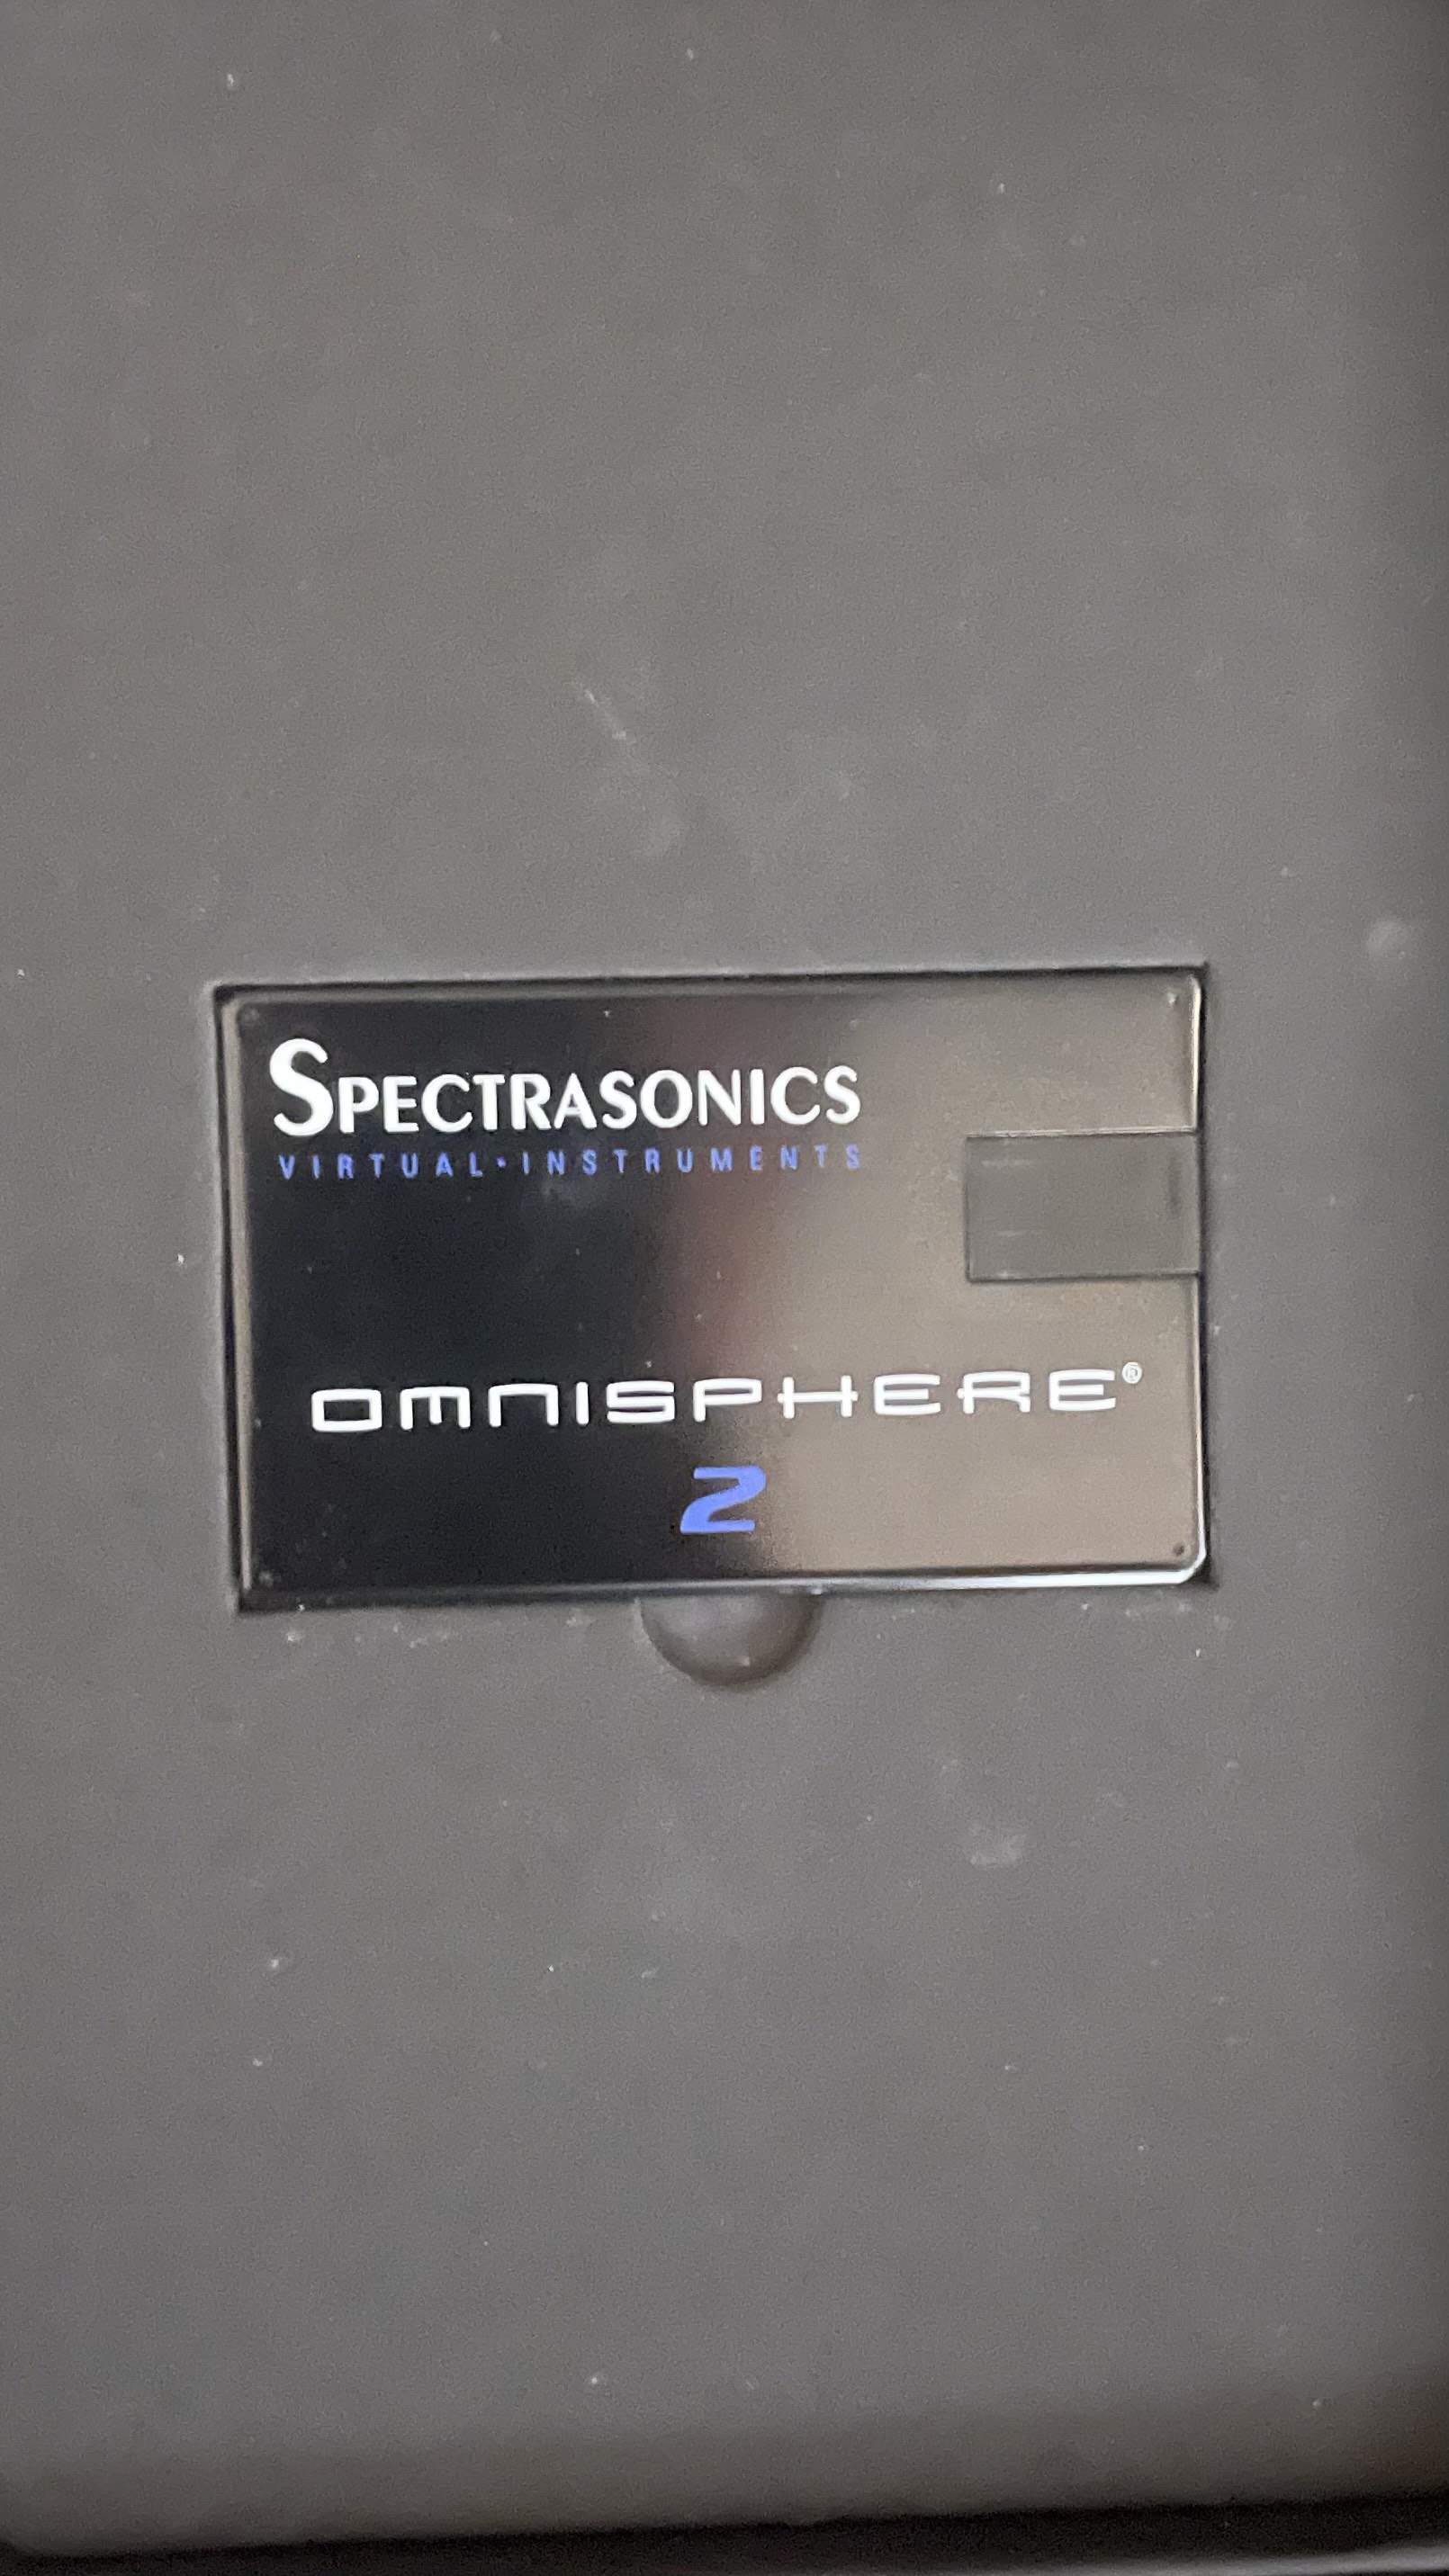 SPECTRASONICS
VIRTUAL•INSTRUMENTS
OMNISPHERE®
2